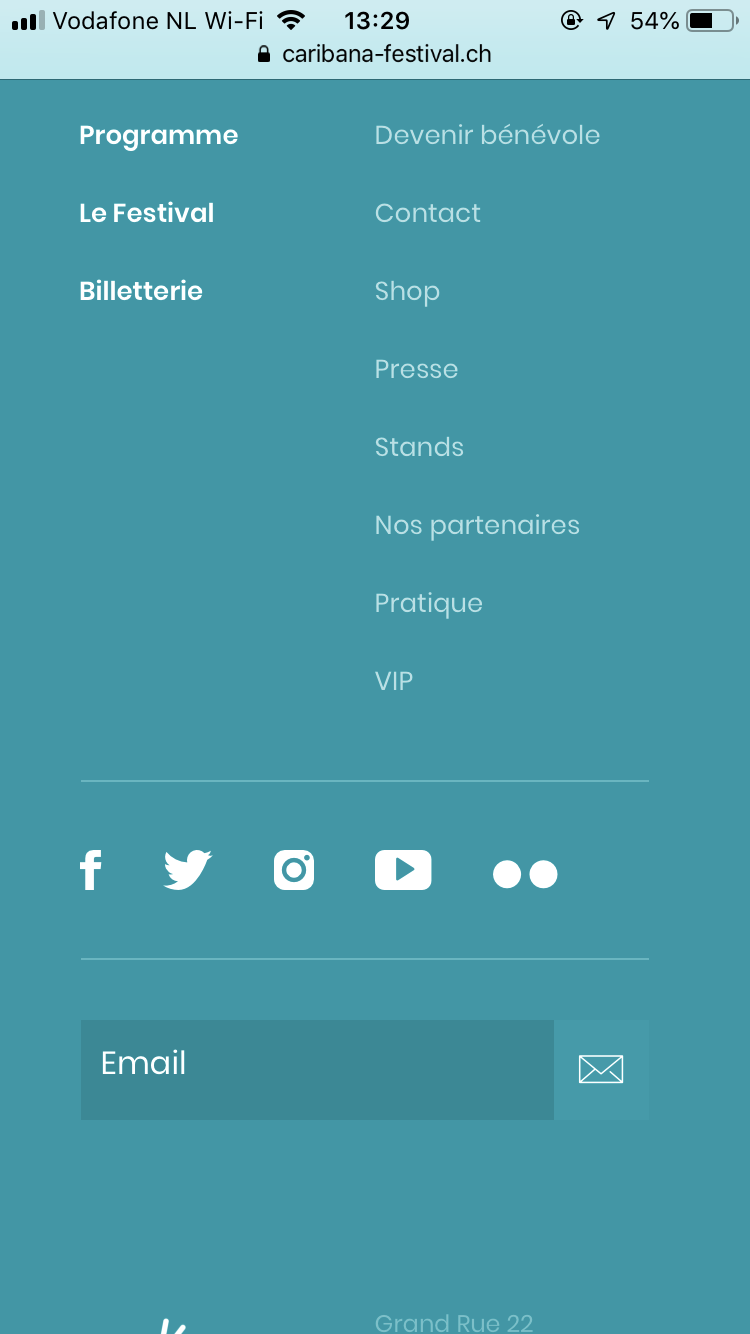 Vodafone NL Wi-Fi 13:29 54%
caribana-festival.ch
Programme
Le Festival
Billetterie
Devenir bénévole
Contact
Shop
Presse
Stands
Nos partenaires
Pratique
VIP
Email
Grand Rue 22